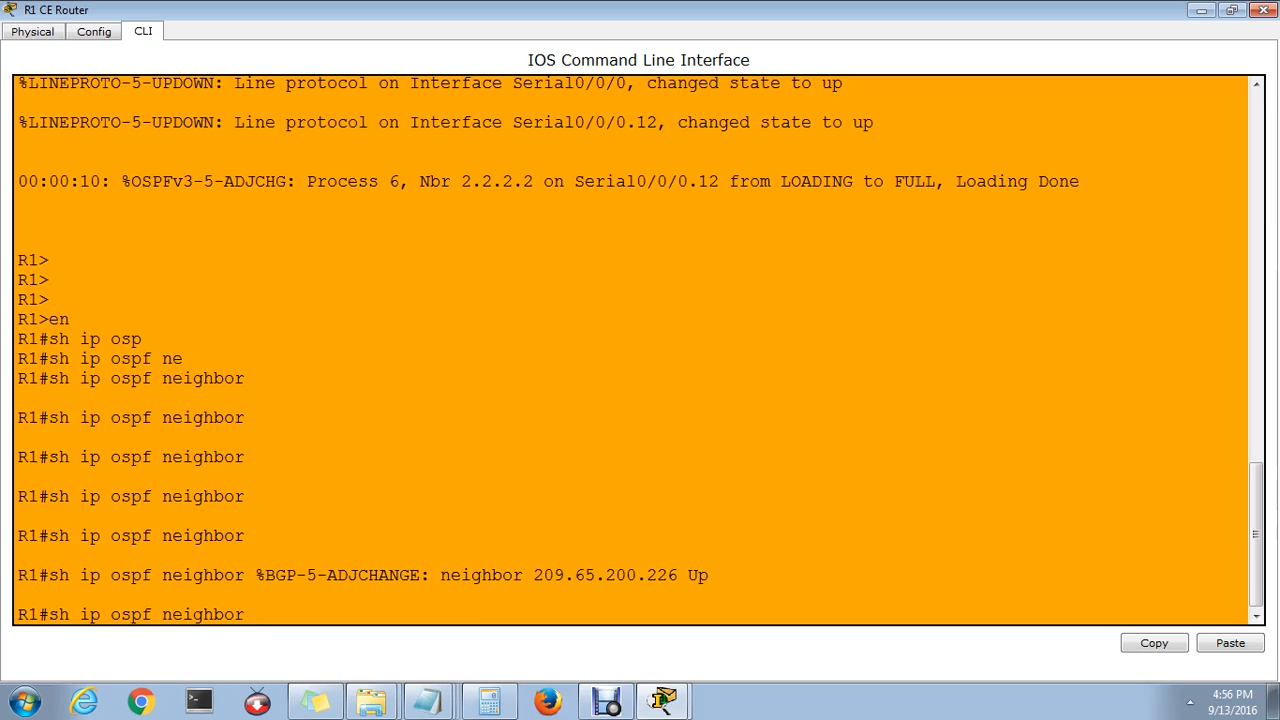 R1 CE Router
Physical Config CLI
IOS Command Line Interface
%LINEPROTO-5-UPDOWN: Line protocol on Interface Serial0/0/0, changed state to up
%LINEPROTO-5-UPDOWN: Line protocol on Interface Serial0/0/0.12, changed state to up
00:00:10: %OSPFv3-5-ADJCHG: Process 6, Nbr 2.2.2.2 on Serial0/0/0.12 from LOADING to FULL, Loading Done
R1>
R1>
R1>
R1>en
R1#sh ip osp
R1#sh ip ospf ne
R1#sh ip ospf neighbor
R1#sh ip ospf neighbor
R1#sh ip ospf neighbor
R1#sh ip ospf neighbor
R1#sh ip ospf neighbor
R1#sh ip ospf neighbor %BGP-5-ADJCHANGE: neighbor 209.65.200.226 Up
R1#sh ip ospf neighbor
Copy Paste
4:56 PM
9/13/2016